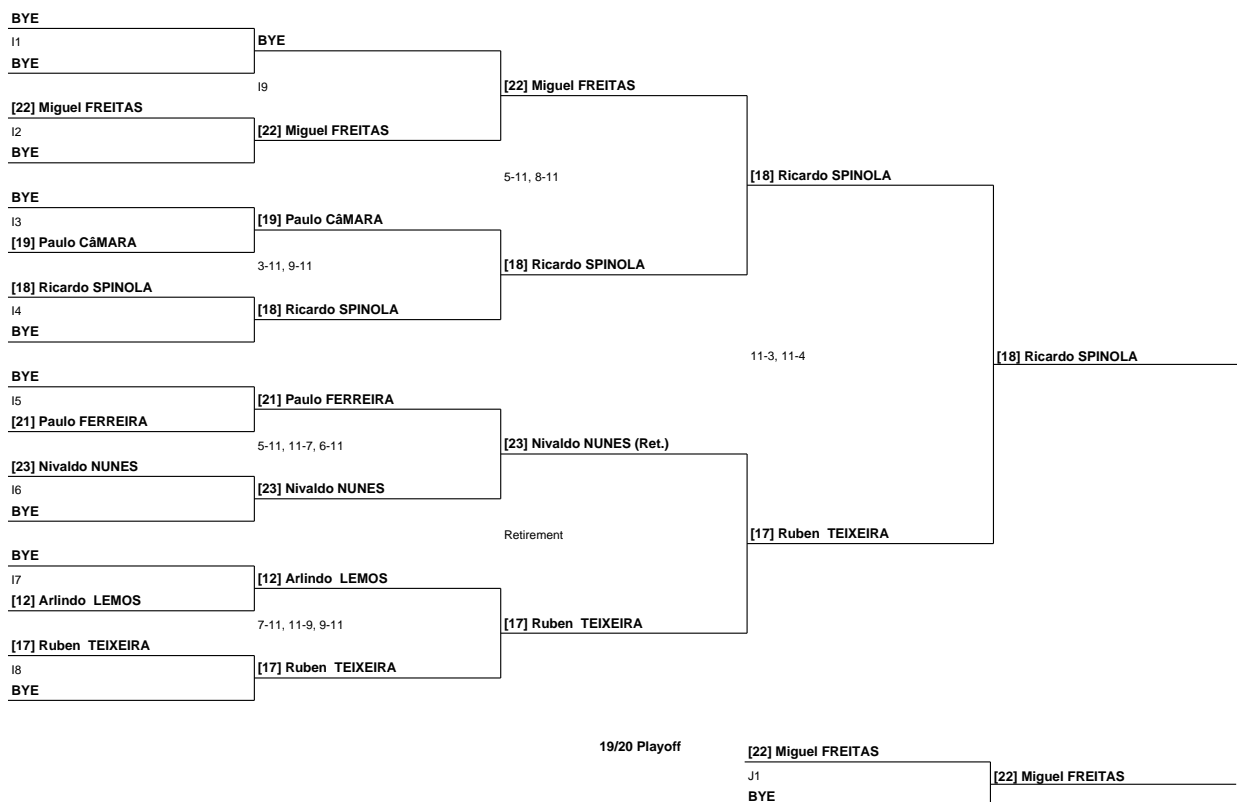 BYE
I1
BYE
BYE
I9
[22] Miguel FREITAS
[22] Miguel FREITAS
I2
[22] Miguel FREITAS
BYE
5-11, 8-11
[18] Ricardo SPINOLA
BYE
I3
[19] Paulo CâMARA
[19] Paulo CâMARA
3-11, 9-11
[18] Ricardo SPINOLA
[18] Ricardo SPINOLA
I4
[18] Ricardo SPINOLA
BYE
11-3, 11-4
[18] Ricardo SPINOLA
BYE
I5
[21] Paulo FERREIRA
[21] Paulo FERREIRA
5-11, 11-7, 6-11
[23] Nivaldo NUNES (Ret.)
[23] Nivaldo NUNES
I6
[23] Nivaldo NUNES
BYE
Retirement
[17] Ruben  TEIXEIRA
BYE
I7
[12] Arlindo  LEMOS
[12] Arlindo  LEMOS
7-11, 11-9, 9-11
[17] Ruben  TEIXEIRA
[17] Ruben  TEIXEIRA
I8
[17] Ruben  TEIXEIRA
BYE
19/20 Playoff
[22] Miguel FREITAS
J1
[22] Miguel FREITAS
BYE